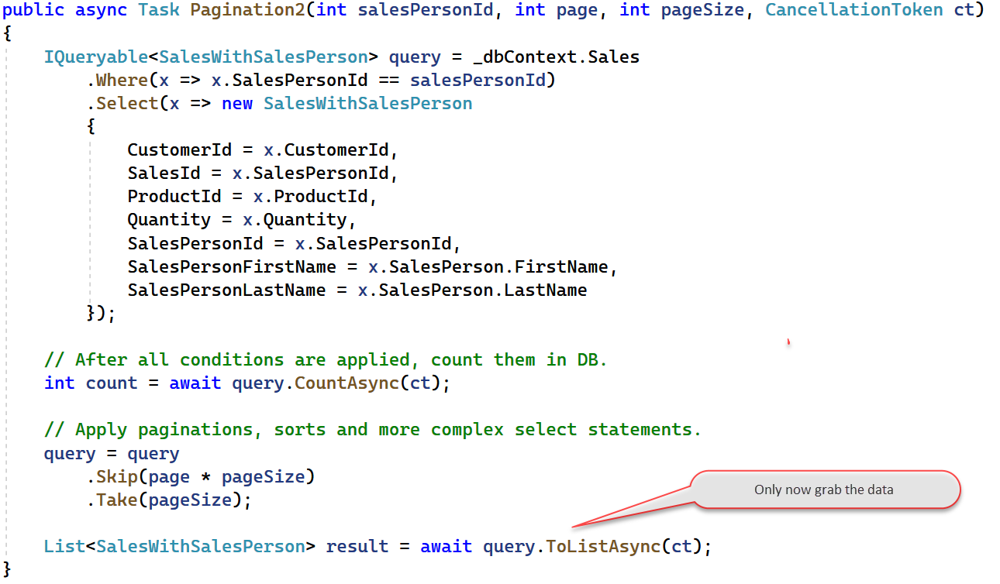 public async Task Pagination2(int salesPersonId, int page, int pageSize, CancellationToken ct)
{
    IQueryable<SalesWithSalesPerson> query = _dbContext.Sales
        .Where(x => x.SalesPersonId == salesPersonId)
        .Select(x => new SalesWithSalesPerson
        {
            CustomerId = x.CustomerId,
            SalesId = x.SalesPersonId,
            ProductId = x.ProductId,
            Quantity = x.Quantity,
            SalesPersonId = x.SalesPersonId,
            SalesPersonFirstName = x.SalesPerson.FirstName,
            SalesPersonLastName = x.SalesPerson.LastName
        });
    // After all conditions are applied, count them in DB.
    int count = await query.CountAsync(ct);
    // Apply paginations, sorts and more complex select statements.
    query = query
        .Skip(page * pageSize)
        .Take(pageSize);
Only now grab the data
    List<SalesWithSalesPerson> result = await query.ToListAsync(ct);
}